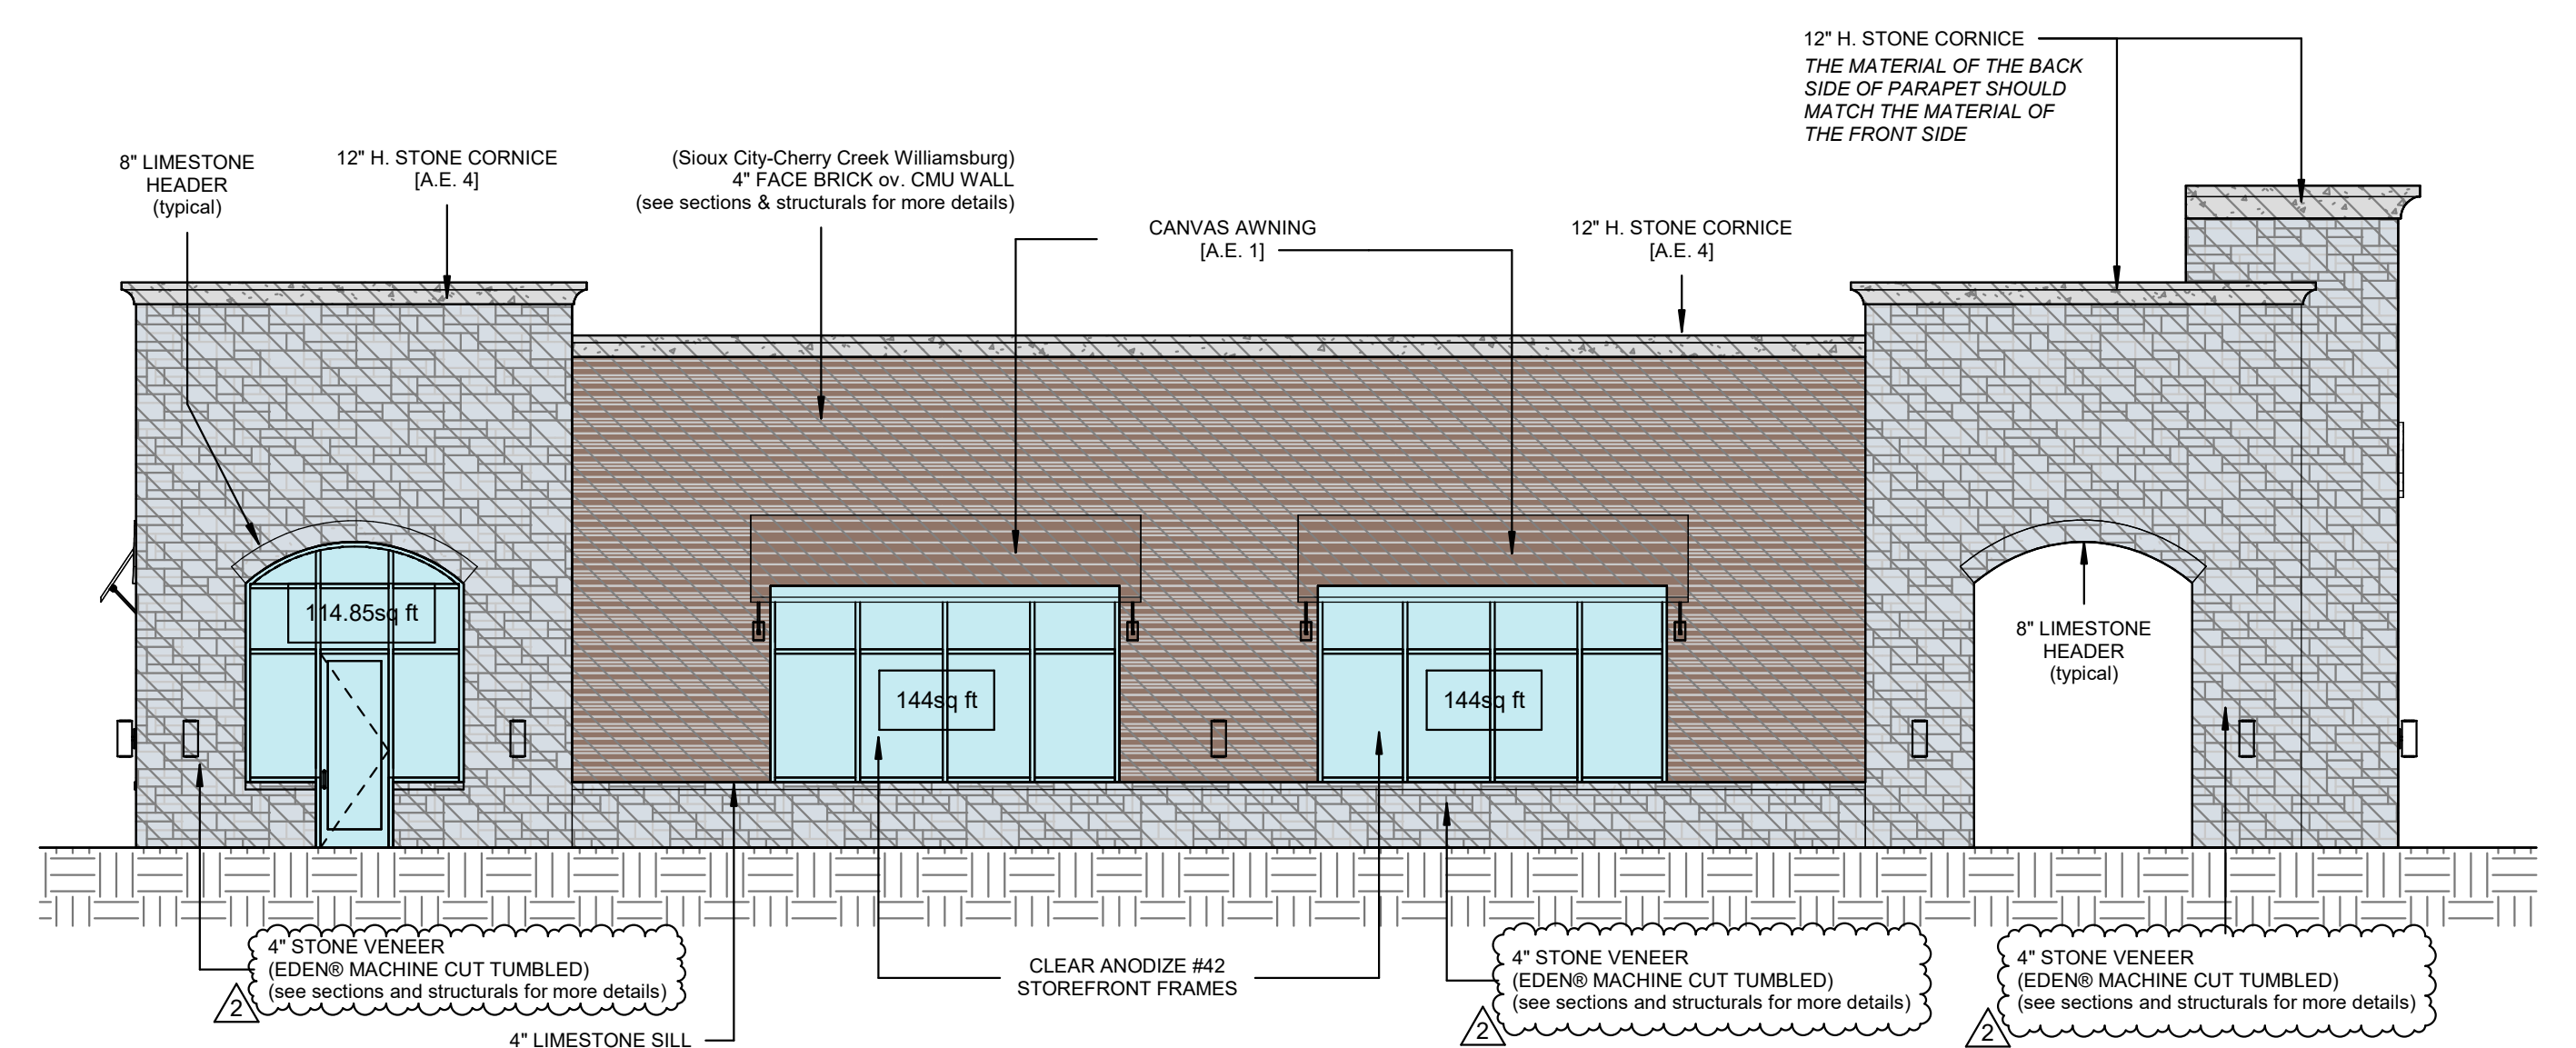 12" H. STONE CORNICE
THE MATERIAL OF THE BACK
SIDE OF PARAPET SHOULD
MATCH THE MATERIAL OF
THE FRONT SIDE
8" LIMESTONE
HEADER
(typical)
12" H. STONE CORNICE
[A.E. 4]
(Sioux City-Cherry Creek Williamsburg)
4" FACE BRICK ov. CMU WALL
(see sections & structurals for more details)
CANVAS AWNING
[A.E. 1]
12" H. STONE CORNICE
[A.E. 4]
114.85sq ft
144sq ft
144sq ft
8" LIMESTONE
HEADER
(typical)
4" STONE VENEER
(EDEN® MACHINE CUT TUMBLED)
(see sections and structurals for more details)
2
4" LIMESTONE SILL
CLEAR ANODIZE #42
STOREFRONT FRAMES
4" STONE VENEER
(EDEN® MACHINE CUT TUMBLED)
(see sections and structurals for more details)
2
4" STONE VENEER
(EDEN® MACHINE CUT TUMBLED)
(see sections and structurals for more details)
2